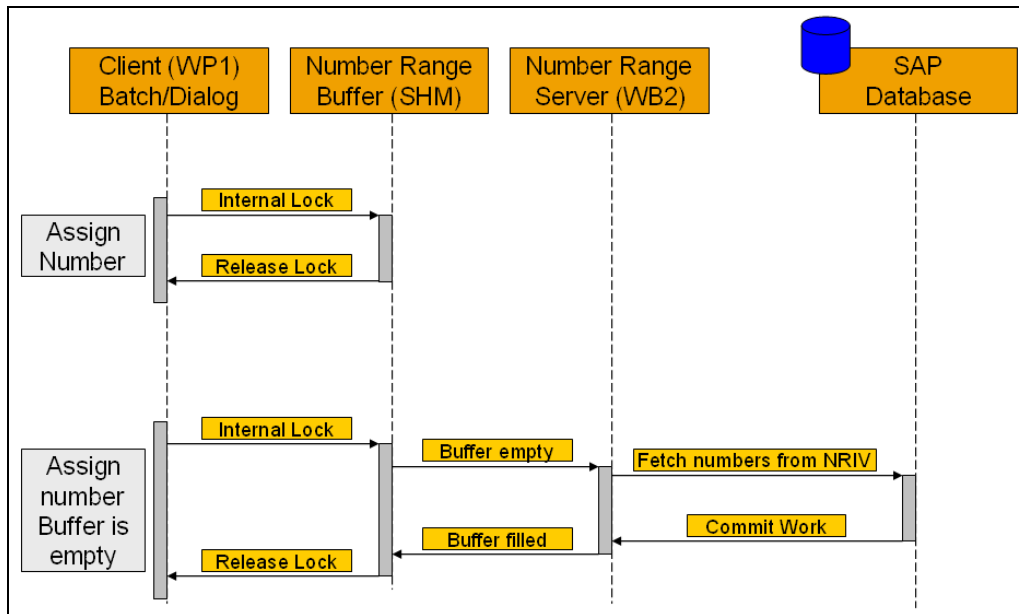 Client (WP1)
Batch/Dialog
Number Range
Buffer (SHM)
Number Range
Server (WB2)
SAP
Database
Assign
Number
Internal Lock
Release Lock
Assign
number
Buffer is
empty
Internal Lock
Buffer empty
Fetch numbers from NRIV
Commit Work
Buffer filled
Release Lock